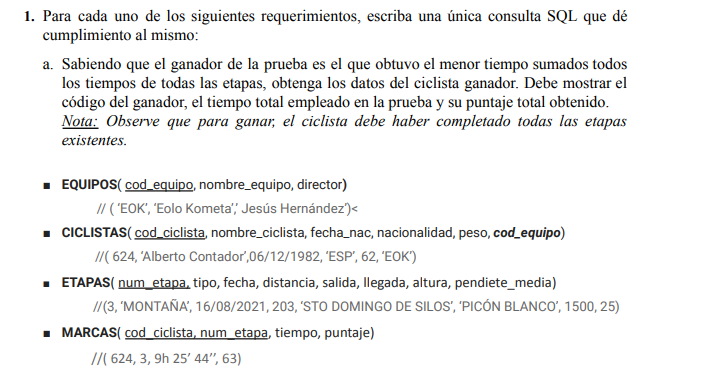 1. Para cada uno de los siguientes requerimientos, escriba una única consulta SQL que dé
cumplimiento al mismo:
a. Sabiendo que el ganador de la prueba es el que obtuvo el menor tiempo sumados todos
los tiempos de todas las etapas, obtenga los datos del ciclista ganador. Debe mostrar el
código del ganador, el tiempo total empleado en la prueba y su puntaje total obtenido.
Nota: Observe que para ganar, el ciclista debe haber completado todas las etapas
existentes.
▪ EQUIPOS( cod_equipo, nombre_equipo, director)
// ( 'EOK', 'Eolo Kometa',' Jesús Hernández')<
▪ CICLISTAS( cod_ciclista, nombre_ciclista, fecha_nac, nacionalidad, peso, cod_equipo)
//( 624, 'Alberto Contador',06/12/1982, 'ESP', 62, 'EOK')
▪ ETAPAS( num_etapa, tipo, fecha, distancia, salida, llegada, altura, pendiete_media)
//(3, 'MONTAÑA', 16/08/2021, 203, 'STO DOMINGO DE SILOS', 'PICÓN BLANCO', 1500, 25)
▪ MARCAS( cod_ciclista, num_etapa, tiempo, puntaje)
//( 624, 3, 9h 25' 44'', 63)